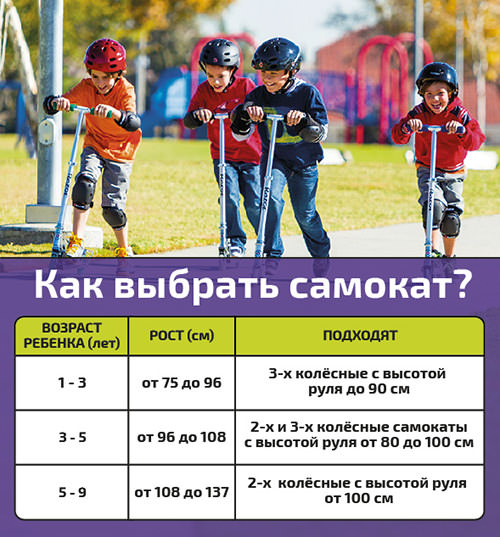 Как выбрать самокат?
ВОЗРАСТ
РЕБЕНКА (лет)
РОСТ (см)
ПОДХОДЯТ
1 - 3
от 75 до 96
3-х колёсные с высотой
руля до 90 см
3 - 5
от 96 до 108
2-х и 3-х колёсные самокаты
с высотой руля от 80 до 100 см
5 - 9
от 108 до 137
2-х колёсные с высотой руля
от 100 см